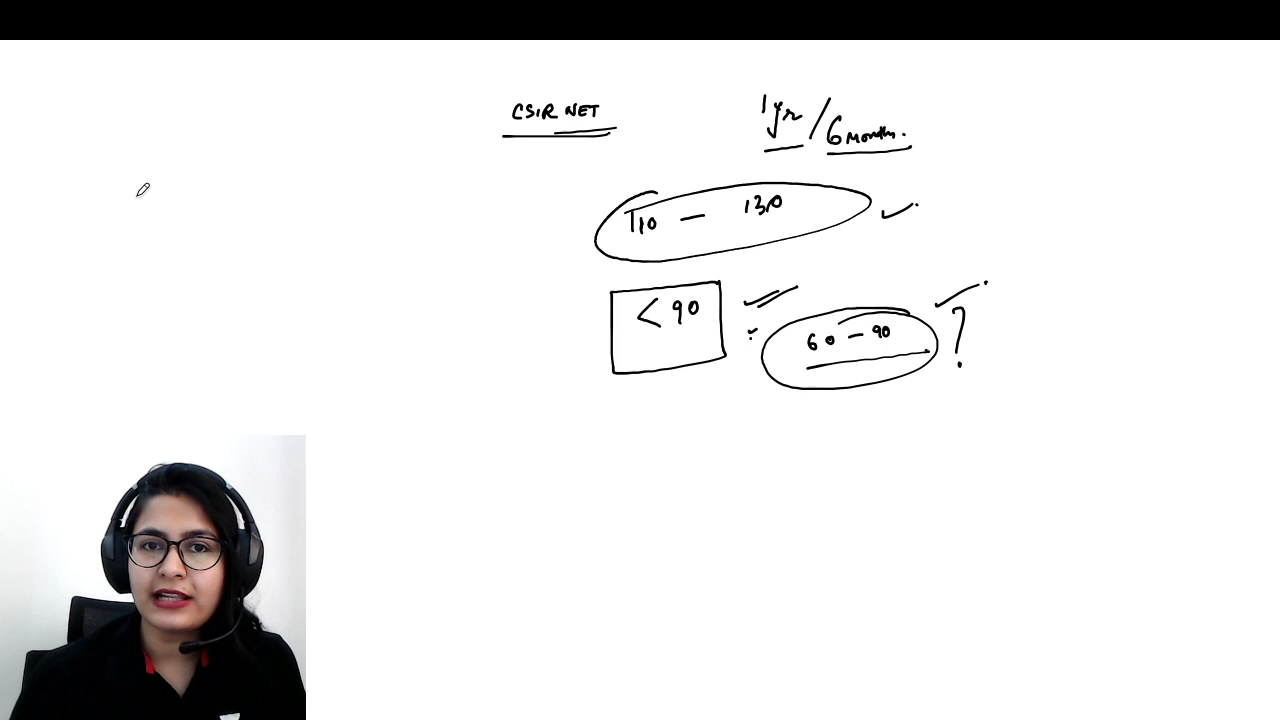 CSIR NET
1yr / 6 Months.
110 — 130
< 90
60 — 90 ?